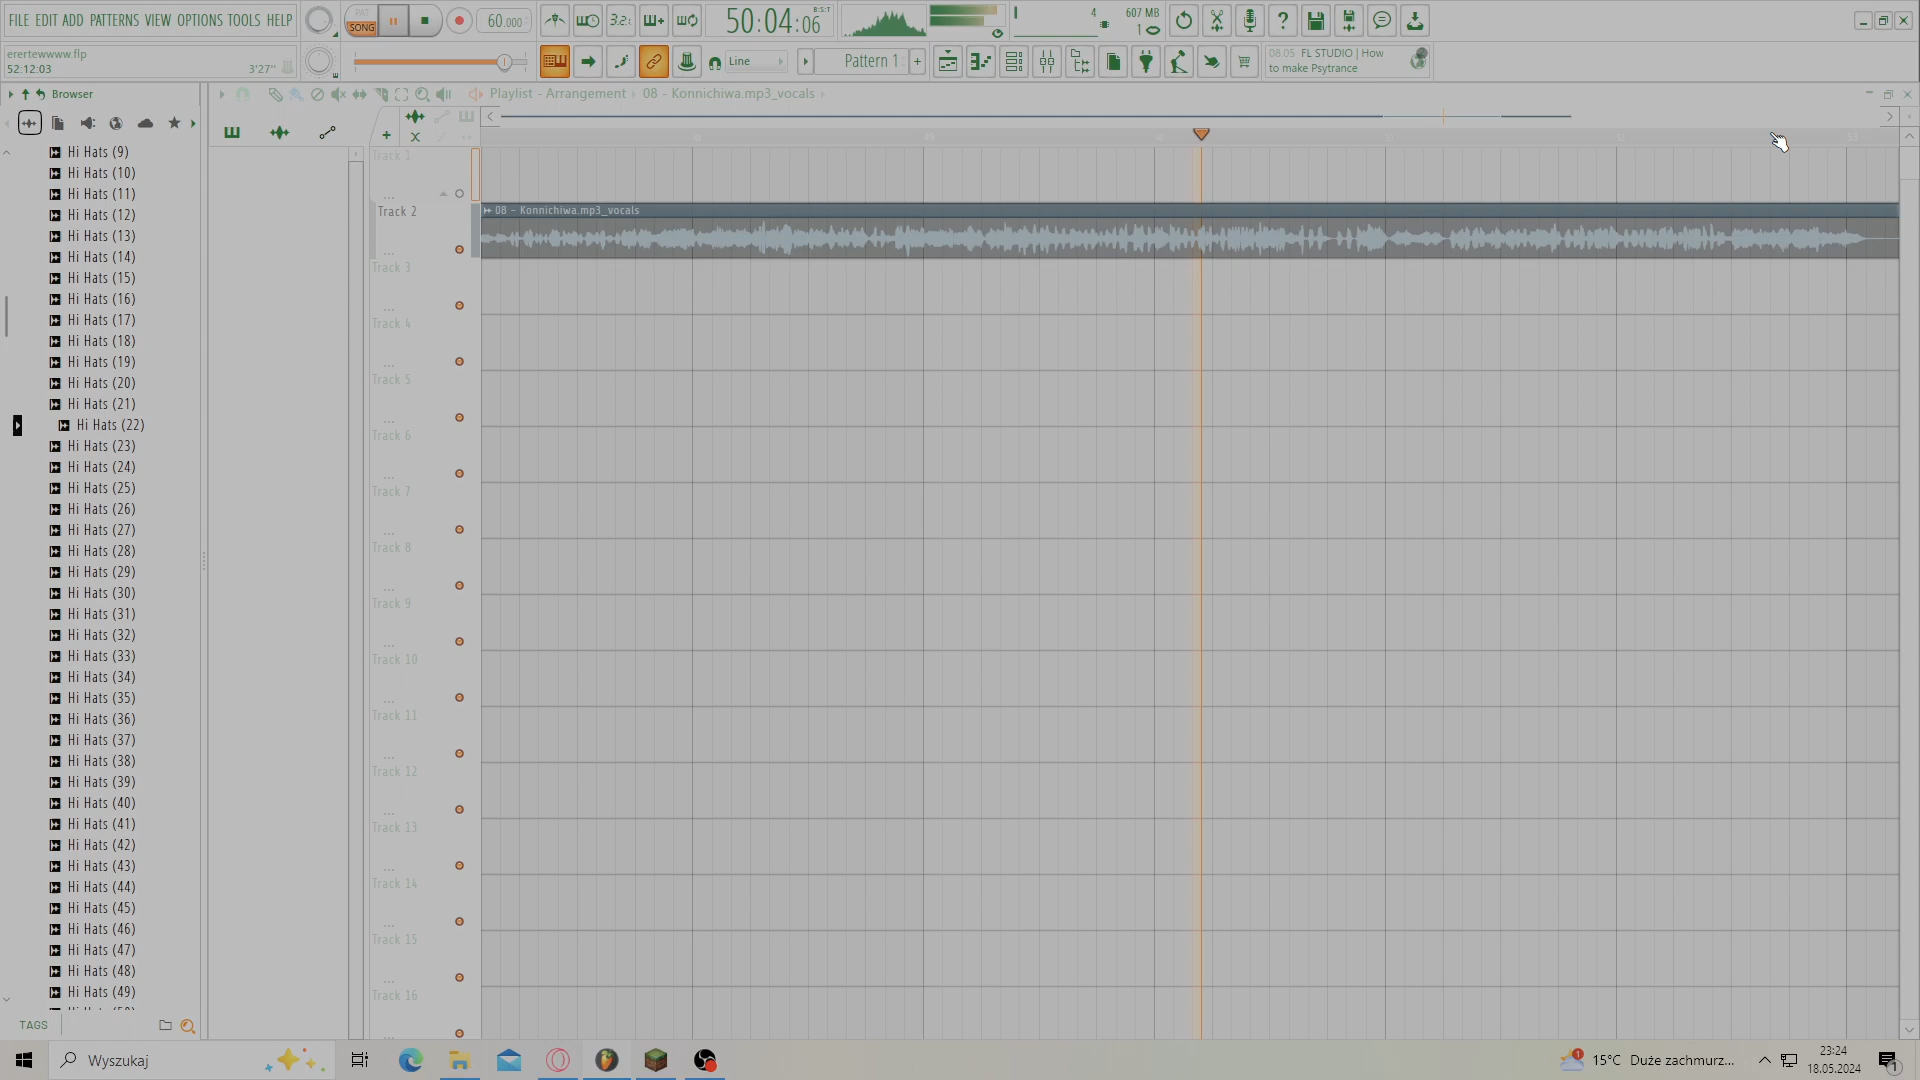 FILE EDIT ADD PATTERNS VIEW OPTIONS TOOLS HELP
PAT
SONG
60.000
3.2.
50:04:06
B:S:T
4
607 MB
1
erertewwww.flp
52:12:03
3'27"
Line
Pattern 1
08.05 FL STUDIO | How
to make Psytrance
Browser
Playlist - Arrangement
08 - Konnichiwa.mp3_vocals
Hi Hats (9)
Hi Hats (10)
Hi Hats (11)
Hi Hats (12)
Hi Hats (13)
Hi Hats (14)
Hi Hats (15)
Hi Hats (16)
Hi Hats (17)
Hi Hats (18)
Hi Hats (19)
Hi Hats (20)
Hi Hats (21)
Hi Hats (22)
Hi Hats (23)
Hi Hats (24)
Hi Hats (25)
Hi Hats (26)
Hi Hats (27)
Hi Hats (28)
Hi Hats (29)
Hi Hats (30)
Hi Hats (31)
Hi Hats (32)
Hi Hats (33)
Hi Hats (34)
Hi Hats (35)
Hi Hats (36)
Hi Hats (37)
Hi Hats (38)
Hi Hats (39)
Hi Hats (40)
Hi Hats (41)
Hi Hats (42)
Hi Hats (43)
Hi Hats (44)
Hi Hats (45)
Hi Hats (46)
Hi Hats (47)
Hi Hats (48)
Hi Hats (49)
TAGS
Track 1
Track 2
08 - Konnichiwa.mp3_vocals
Track 3
Track 4
Track 5
Track 6
Track 7
Track 8
Track 9
Track 10
Track 11
Track 12
Track 13
Track 14
Track 15
Track 16
Wyszukaj
1
15°C Duże zachmurz...
23:24
18.05.2024
1